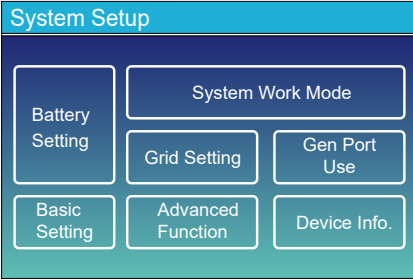 System Setup
Battery
Setting
System Work Mode
Grid Setting
Gen Port
Use
Basic
Setting
Advanced
Function
Device Info.